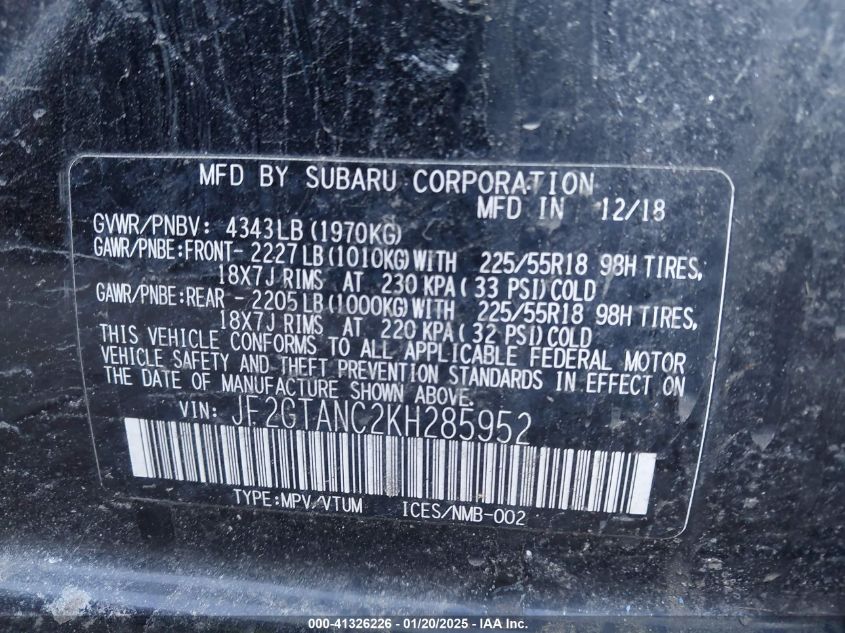 MFD BY SUBARU CORPORATION
MFD IN 12/18
GVWR/PNBV: 4343LB(1970KG)
GAWR/PNBE:FRONT- 2227LB(1010KG)WITH 225/55R18 98H TIRES,
18X7J RIMS AT 230 KPA( 33 PSI)COLD
GAWR/PNBE:REAR - 2205LB(1000KG)WITH 225/55R18 98H TIRES,
18X7J RIMS AT 220 KPA( 32 PSI)COLD
THIS VEHICLE CONFORMS TO ALL APPLICABLE FEDERAL MOTOR
VEHICLE SAFETY AND THEFT PREVENTION STANDARDS IN EFFECT ON
THE DATE OF MANUFACTURE SHOWN ABOVE.
VIN: JF2GTANC2KH285952
TYPE:MPV/VTUM ICES/NMB-002
000-41326226 - 01/20/2025 - IAA Inc.